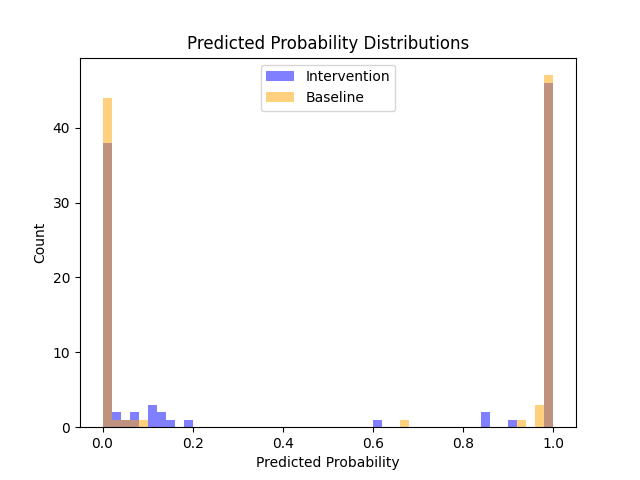 Predicted Probability Distributions
Intervention
Baseline
Count
40
30
20
10
0
0.0 0.2 0.4 0.6 0.8 1.0
Predicted Probability